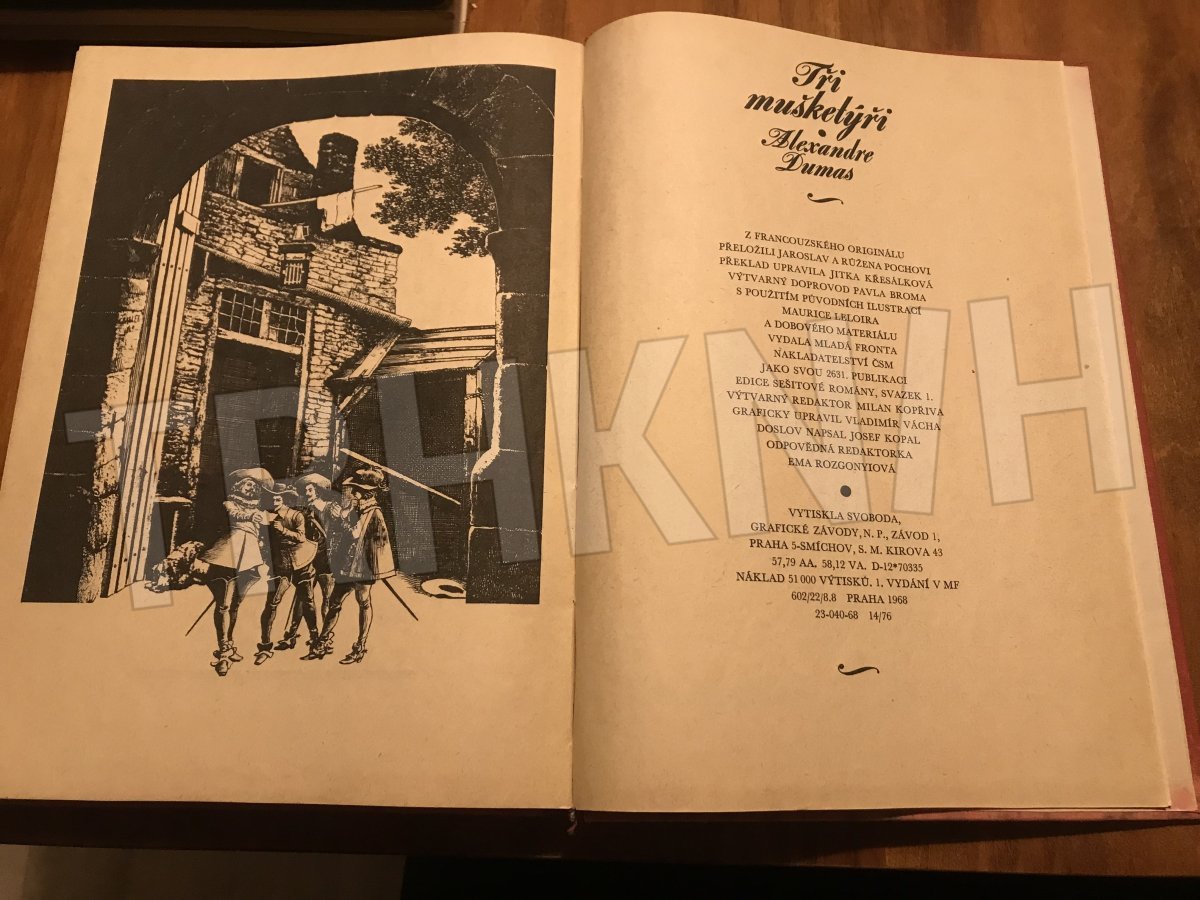 Tři
mušketýři
Alexandre
Dumas
Z FRANCOUZSKÉHO ORIGINÁLU
PŘELOŽILI JAROSLAV A RŮŽENA POCHOVI
PŘEKLAD UPRAVILA JITKA KŘESÁLKOVÁ
VÝTVARNÝ DOPROVOD PAVLA BROMA
S POUŽITÍM PŮVODNÍCH ILUSTRACÍ
MAURICE LELOIRA
A DOBOVÉHO MATERIÁLU
VYDALA MLADÁ FRONTA
NAKLADATELSTVÍ ČSM
JAKO SVOU 2631. PUBLIKACI
EDICE SEŠITOVÉ ROMÁNY, SVAZEK 1.
VÝTVARNÝ REDAKTOR MILAN KOPŘIVA
GRAFICKY UPRAVIL VLADIMÍR VÁCHA
DOSLOV NAPSAL JOSEF KOPAL
ODPOVĚDNÁ REDAKTORKA
EMA ROZGONYIOVÁ
VYTISKLA SVOBODA,
GRAFICKÉ ZÁVODY, N. P., ZÁVOD 1,
PRAHA 5-SMÍCHOV, S. M. KIROVA 43
57,79 AA, 58,12 VA. D-12*70335
NÁKLAD 51 000 VÝTISKŮ, 1. VYDÁNÍ V MF
602/22/8.8 PRAHA 1968
23-040-68 14/76
TRHKNIH